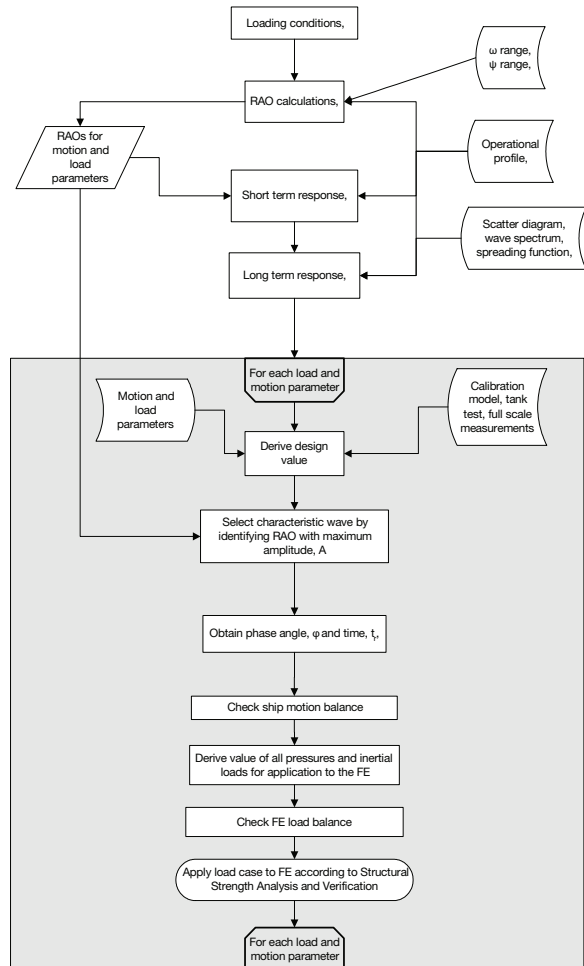 Loading conditions,
ω range,
ψ range,
RAO calculations,
RAOs for
motion and
load
parameters
Operational
profile,
Short term response,
Scatter diagram,
wave spectrum,
spreading function,
Long term response,
For each load and
motion parameter
Motion and
load
parameters
Calibration
model, tank
test, full scale
measurements
Derive design
value
Select characteristic wave by
identifying RAO with maximum
amplitude, A
Obtain phase angle, φ and time, t_r,
Check ship motion balance
Derive value of all pressures and inertial
loads for application to the FE
Check FE load balance
Apply load case to FE according to Structural
Strength Analysis and Verification
For each load and
motion parameter